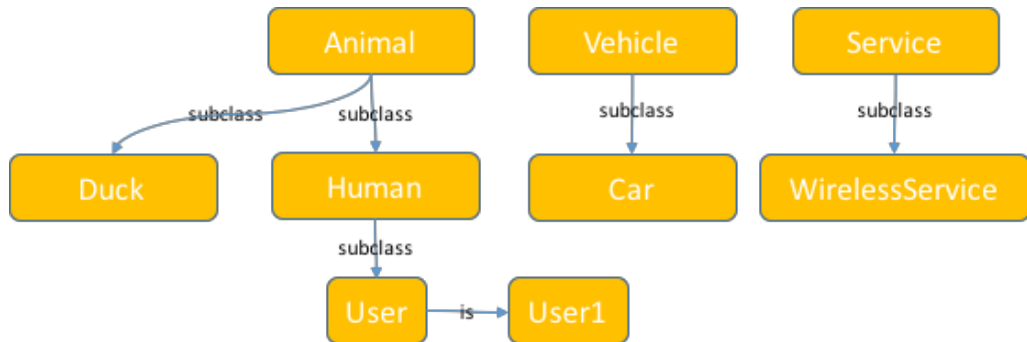 Animal
Vehicle
Service
subclass
subclass
subclass
subclass
Duck
Human
Car
WirelessService
subclass
User
is
User1